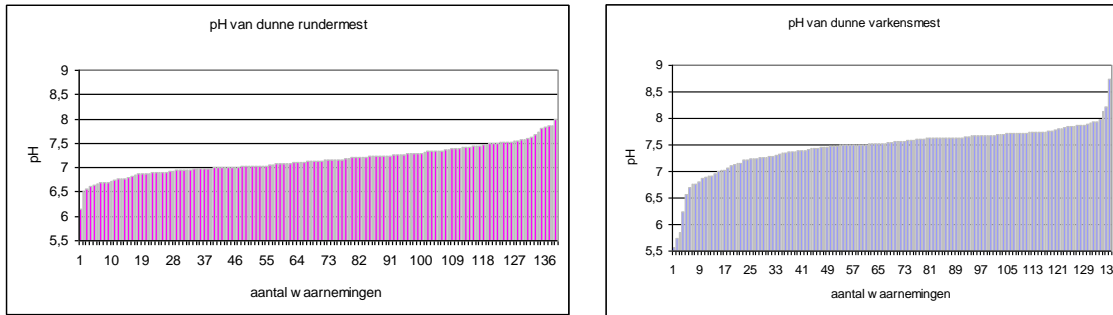 pH van dunne rundermest
9
8,5
8
7,5
7
6,5
6
5,5
pH
1 10 19 28 37 46 55 64 73 82 91 100 109 118 127 136
aantal w aarnemingen
pH van dunne varkensmest
9
8,5
8
7,5
7
6,5
6
5,5
pH
1 9 17 25 33 41 49 57 65 73 81 89 97 105 113 121 129 13
aantal w aarnemingen